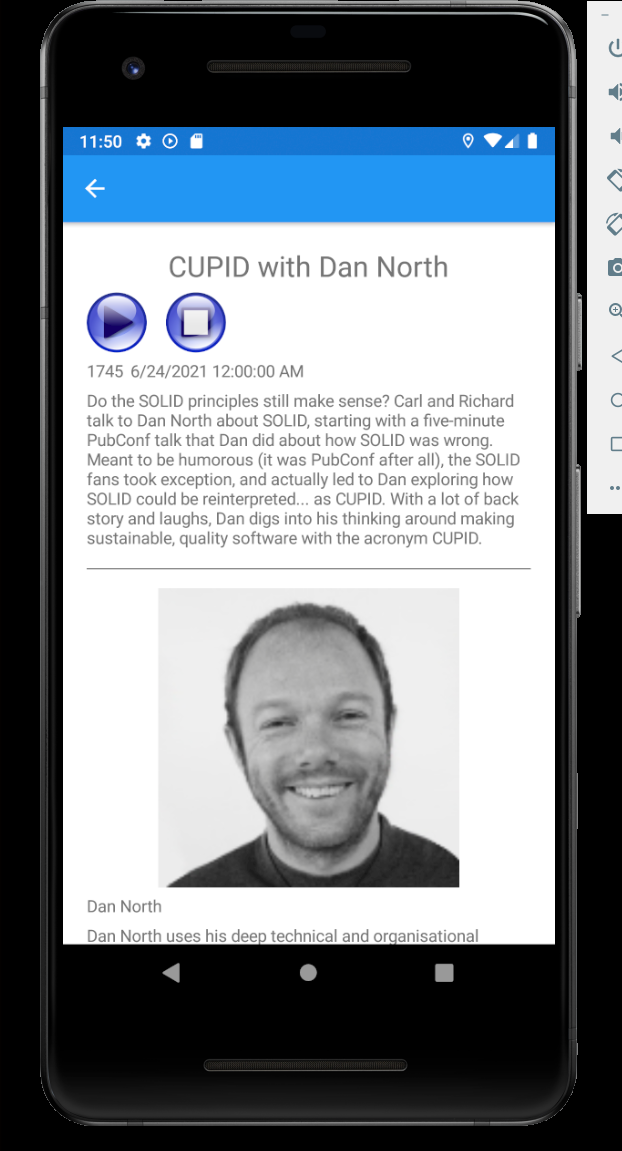 11:50
CUPID with Dan North
1745 6/24/2021 12:00:00 AM
Do the SOLID principles still make sense? Carl and Richard
talk to Dan North about SOLID, starting with a five-minute
PubConf talk that Dan did about how SOLID was wrong.
Meant to be humorous (it was PubConf after all), the SOLID
fans took exception, and actually led to Dan exploring how
SOLID could be reinterpreted... as CUPID. With a lot of back
story and laughs, Dan digs into his thinking around making
sustainable, quality software with the acronym CUPID.
Dan North
Dan North uses his deep technical and organisational